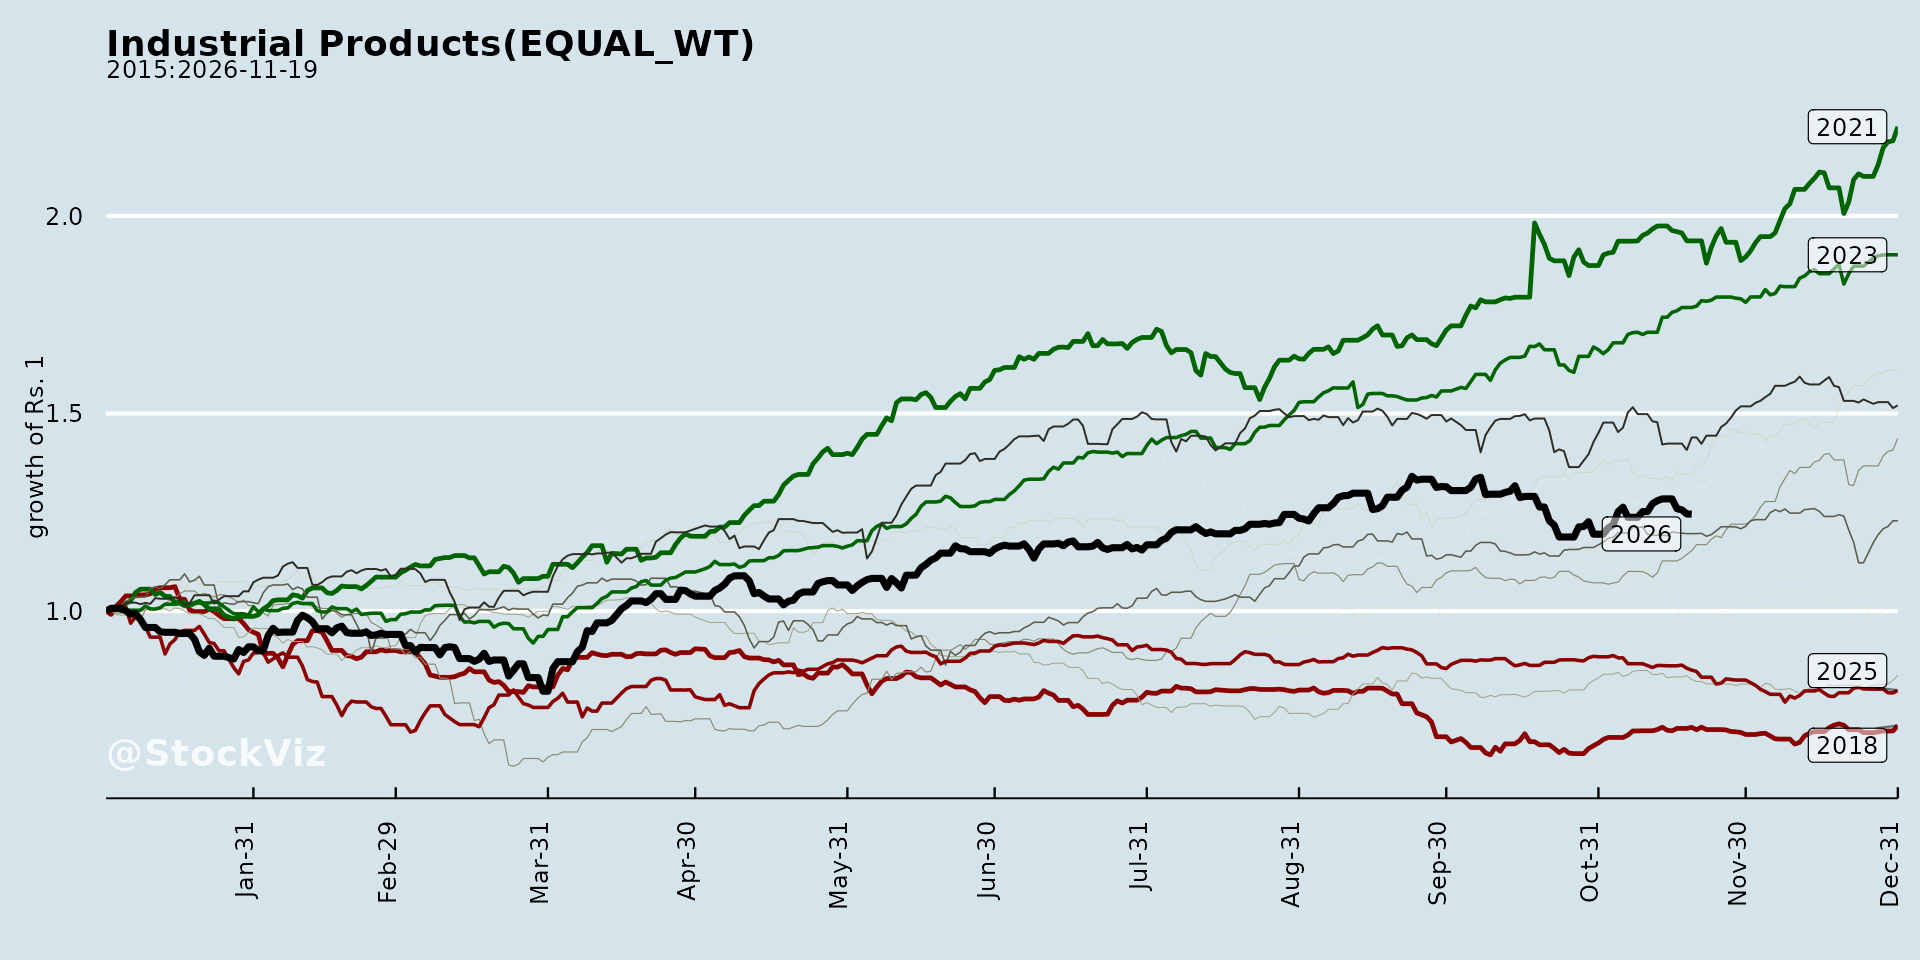 Industrial Products(EQUAL_WT)
2015:2026-11-19
growth of Rs. 1
2.0
1.5
1.0
2021
2023
2026
2025
2018
@StockViz
Jan-31
Feb-29
Mar-31
Apr-30
May-31
Jun-30
Jul-31
Aug-31
Sep-30
Oct-31
Nov-30
Dec-31